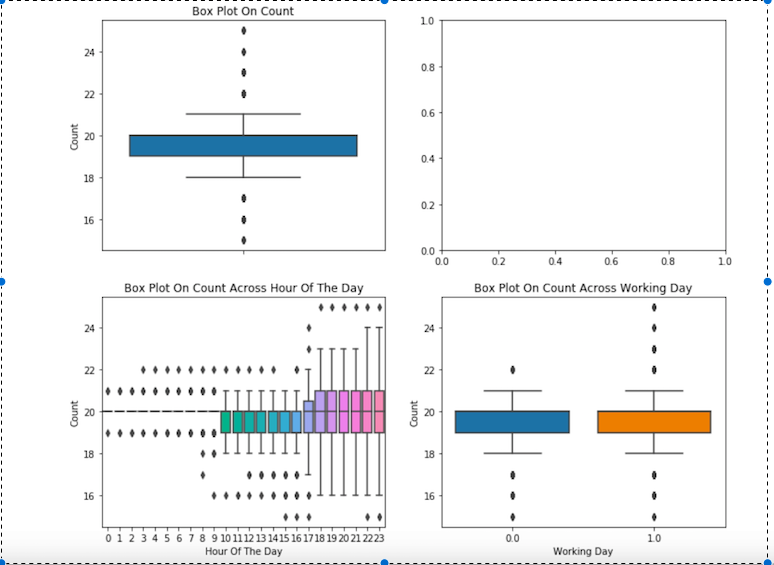 Box Plot On Count
24
22
20
18
16
Count
1.0
0.8
0.6
0.4
0.2
0.0
0.0 0.2 0.4 0.6 0.8 1.0
Box Plot On Count Across Hour Of The Day
24
22
20
18
16
Count
0 1 2 3 4 5 6 7 8 9 10 11 12 13 14 15 16 17 18 19 20 21 22 23
Hour Of The Day
Box Plot On Count Across Working Day
24
22
20
18
16
Count
0.0 1.0
Working Day